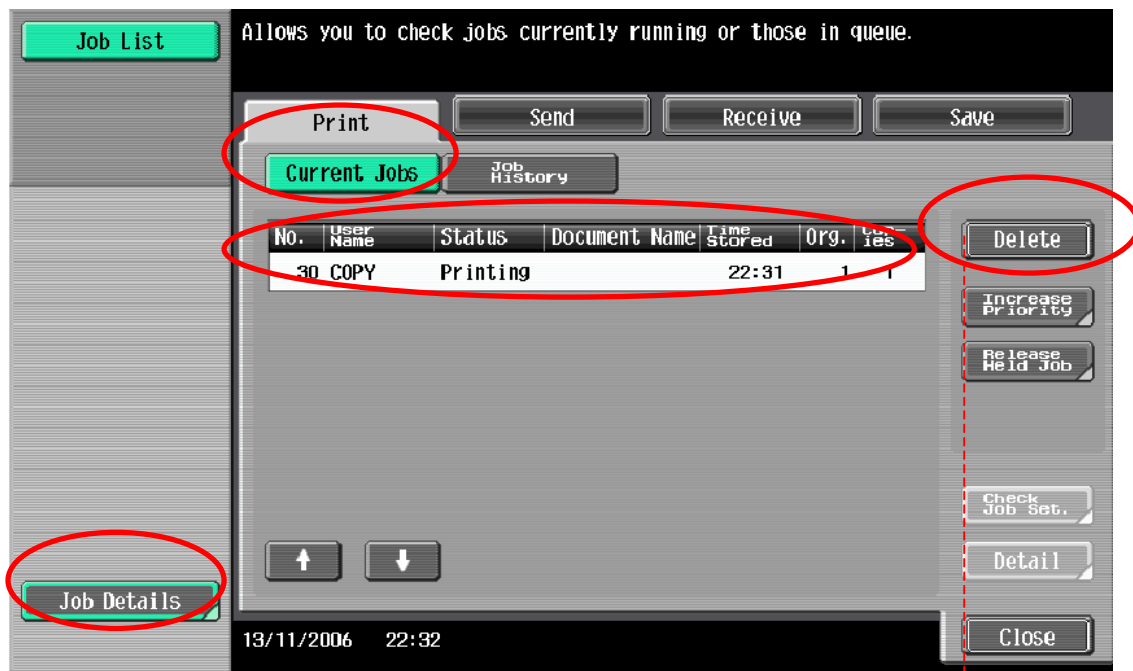 Job List
Allows you to check jobs currently running or those in queue.
Print
Send
Receive
Save
Current Jobs
Job
History
No. User Name Status Document Name Time Stored Org. Cop-ies
30 COPY Printing 22:31 1 1
Delete
Increase
Priority
Release
Held Job
Check
Job Set.
Detail
Job Details
13/11/2006 22:32
Close